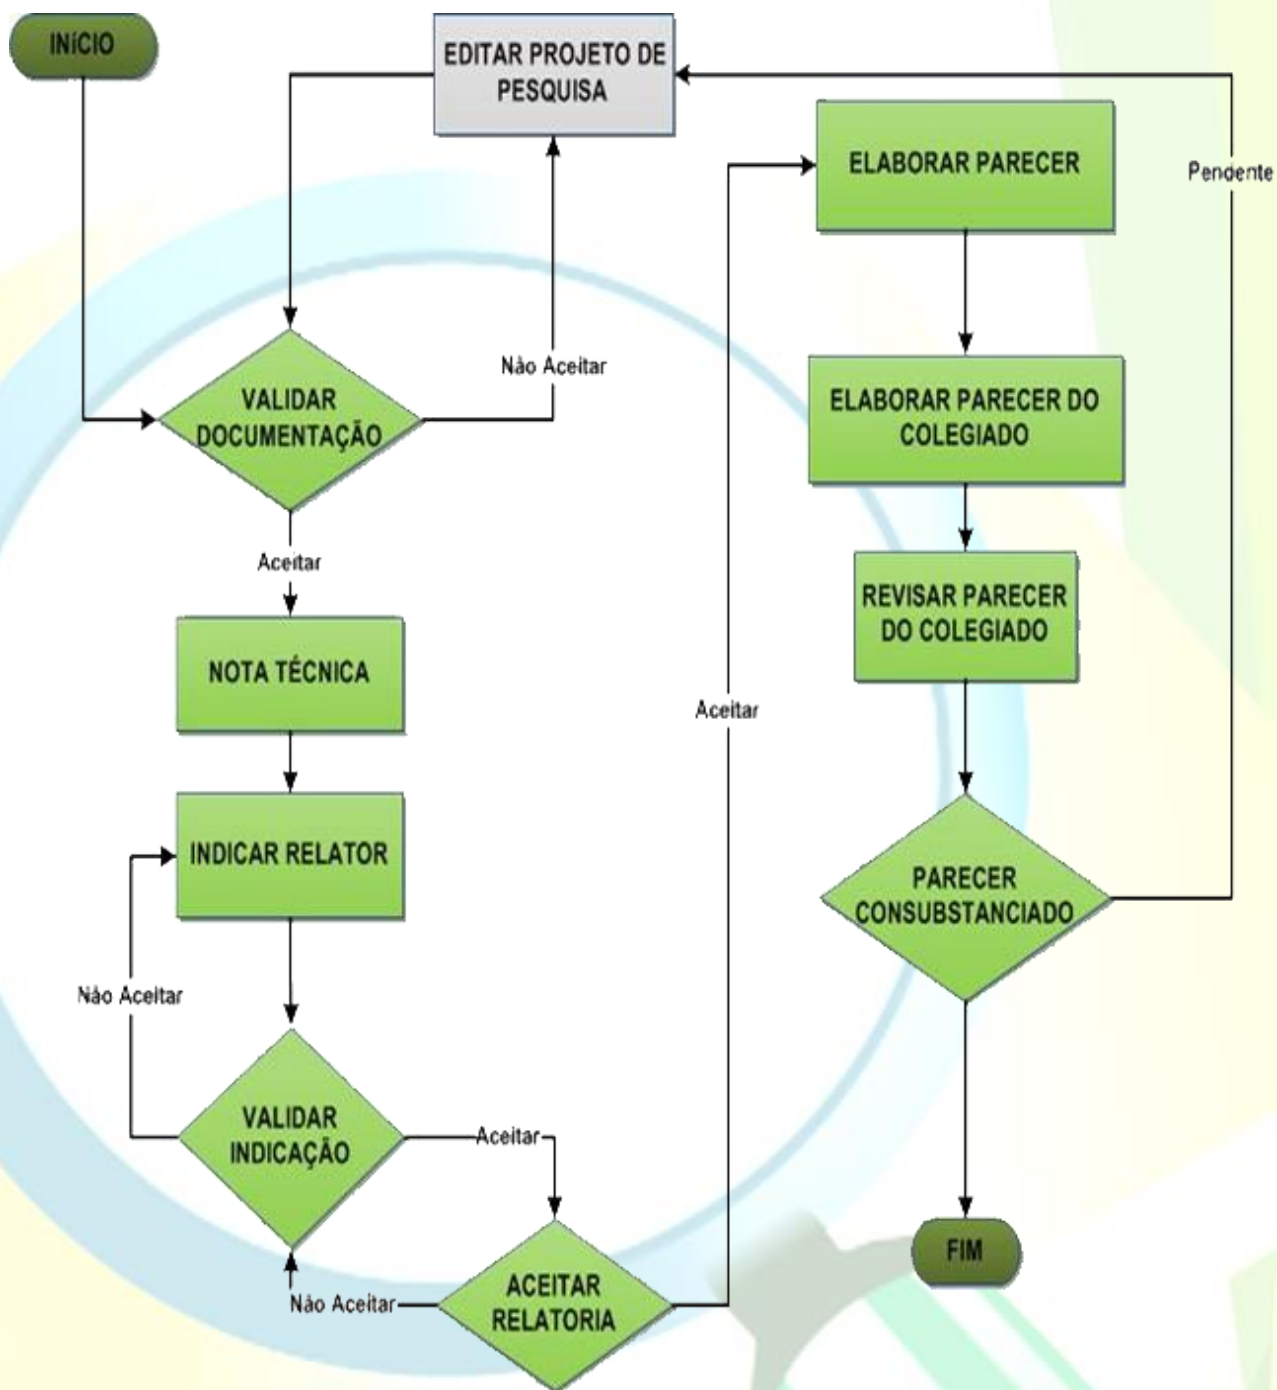 INÍCIO
EDITAR PROJETO DE
PESQUISA
ELABORAR PARECER
Pendente
Não Aceitar
VALIDAR
DOCUMENTAÇÃO
ELABORAR PARECER DO
COLEGIADO
Aceitar
REVISAR PARECER
DO COLEGIADO
NOTA TÉCNICA
Aceitar
INDICAR RELATOR
PARECER
CONSUBSTANCIADO
Não Aceitar
VALIDAR
INDICAÇÃO
Aceitar
FIM
ACEITAR
RELATORIA
Não Aceitar